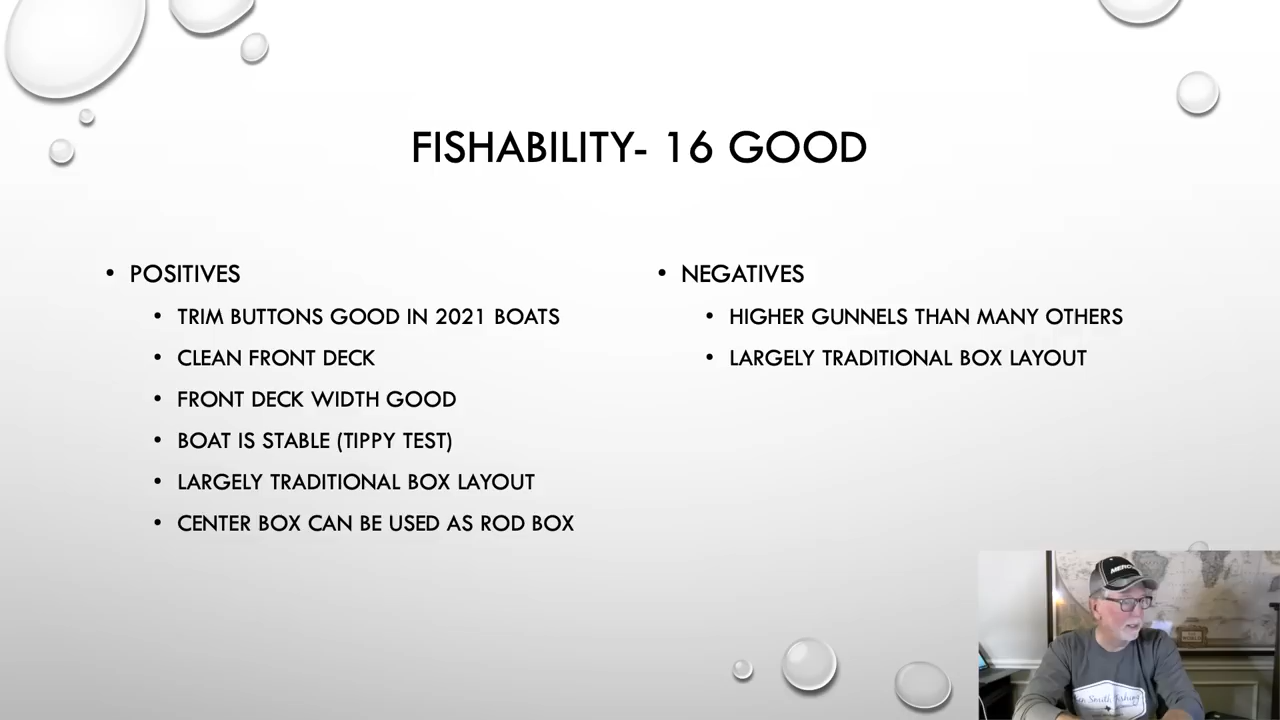 FISHABILITY- 16 GOOD
• POSITIVES
• TRIM BUTTONS GOOD IN 2021 BOATS
• CLEAN FRONT DECK
• FRONT DECK WIDTH GOOD
• BOAT IS STABLE (TIPPY TEST)
• LARGELY TRADITIONAL BOX LAYOUT
• CENTER BOX CAN BE USED AS ROD BOX
• NEGATIVES
• HIGHER GUNNELS THAN MANY OTHERS
• LARGELY TRADITIONAL BOX LAYOUT
South Fishing